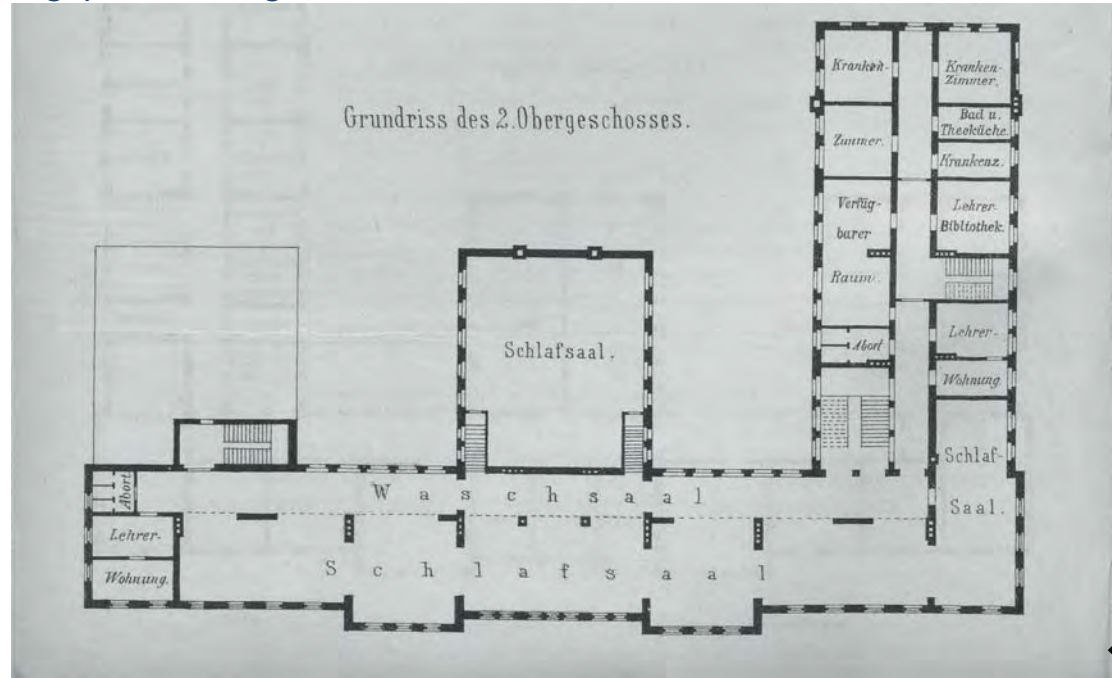 Grundriss des 2. Obergeschosses.
Kranken-
Zimmer.
Kranken-
Zimmer.
Bad u.
Theeküche.
Krankenz.
Verfüg-
barer
Raum.
Lehrer-
Bibliothek.
Abort
Lehrer-
Wohnung.
Schlafsaal.
Schlaf-
Saal.
Waschsaal
Schlafsaal
Abort.
Lehrer-
Wohnung.